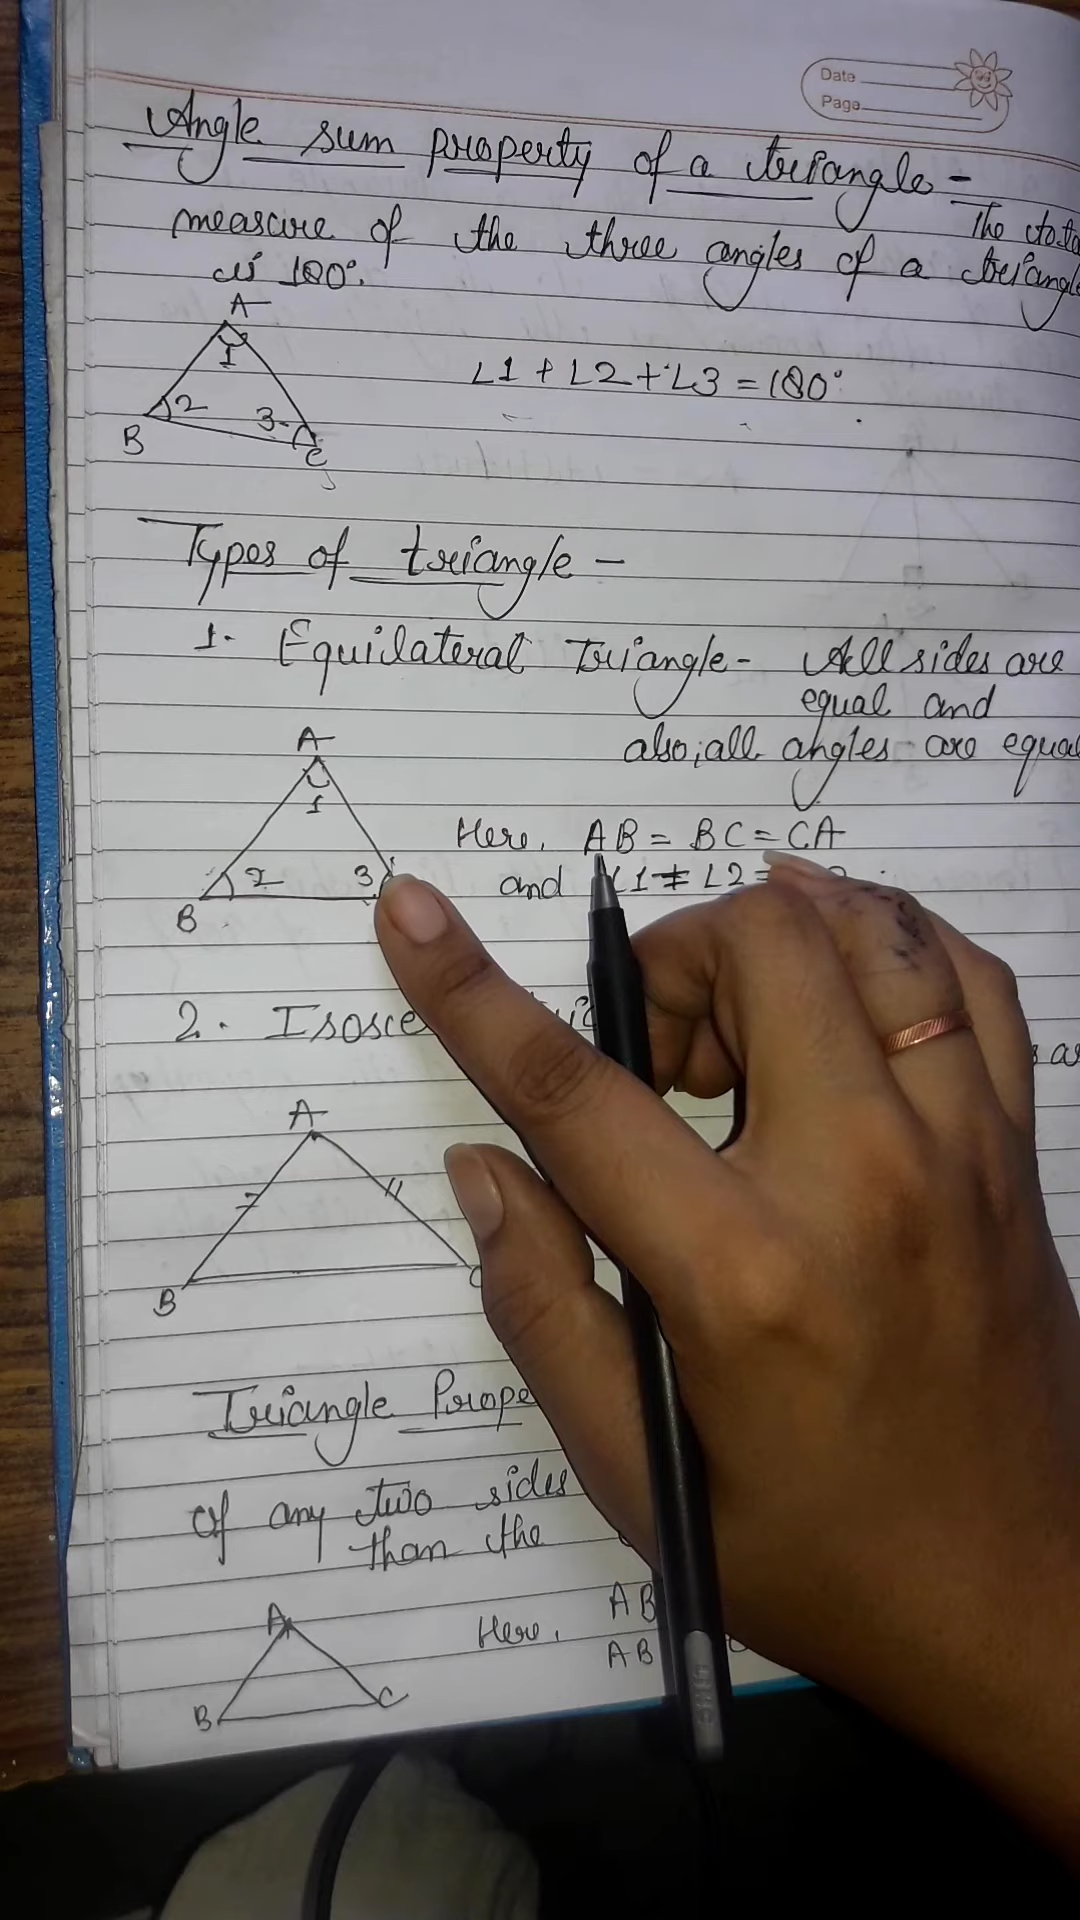 Date
Page
Angle sum property of a triangle -
The
measure of the three angles of a triangle
is 180°.
A
1
2
3
B
C
∠1 + ∠2 + ∠3 = 180°
Types of triangle -
1. Equilateral Triangle - All sides are
equal and
also, all angles are equal
A
1
2
3
B
Here, AB = BC = CA
and ∠1 = ∠2 =
2.
A
B
Triangle
of any two sides
than the
A
B
C
Here, AB
AB